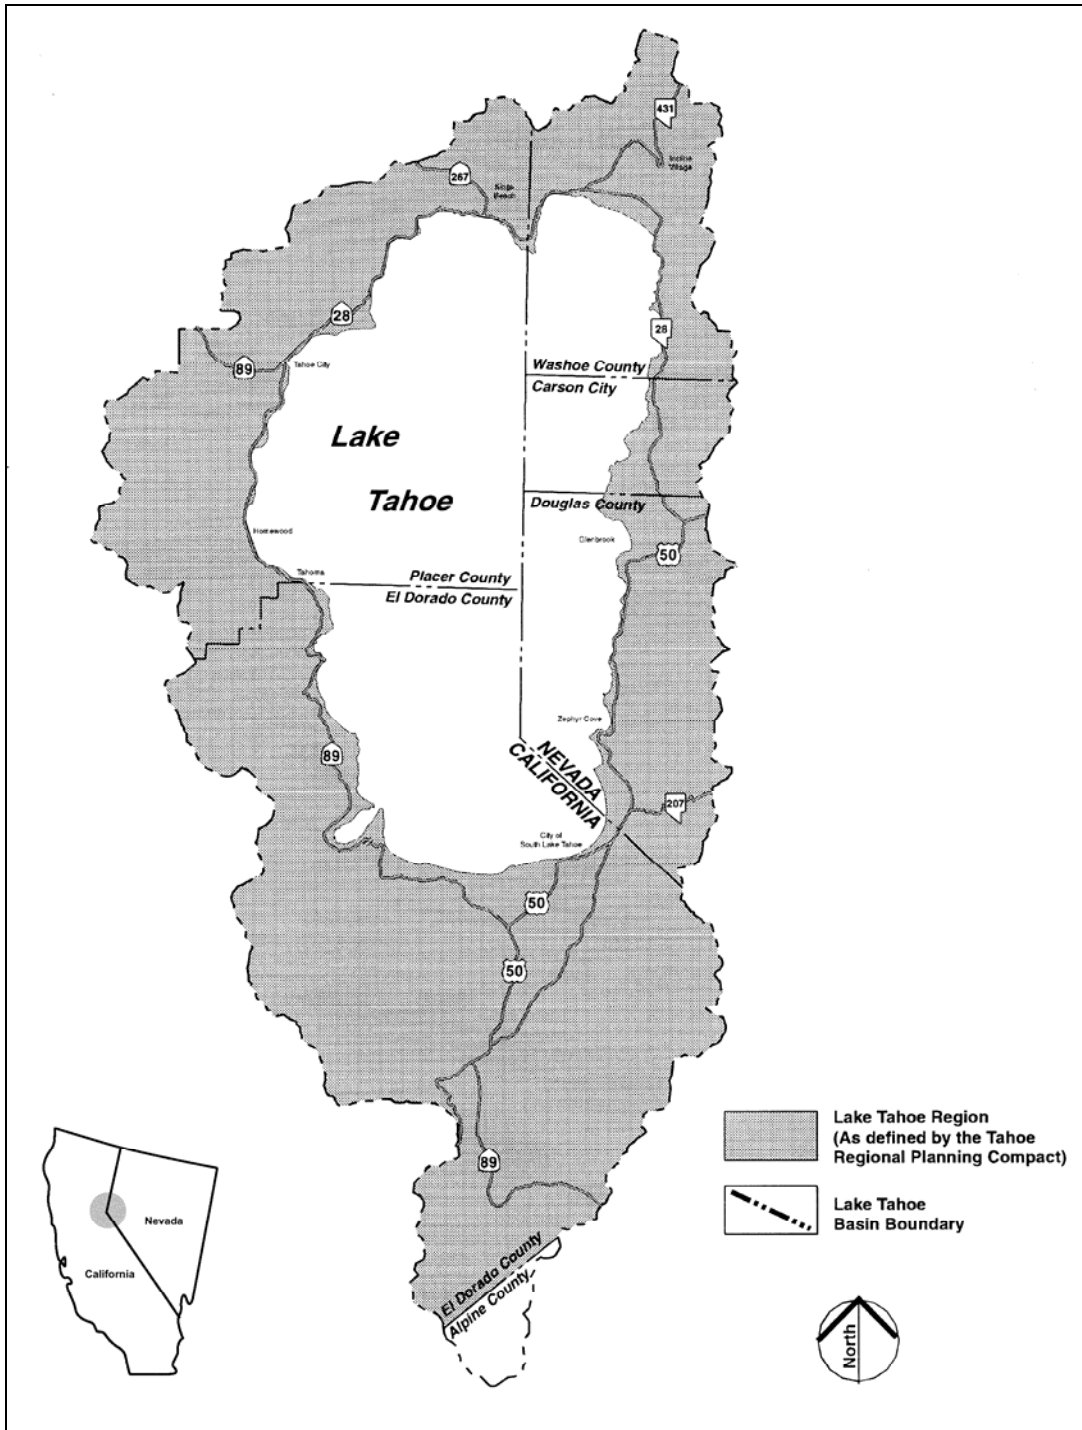 431
Incline
Village
267
Kings
Beach
28
28
89
Tahoe City
Washoe County
Carson City
Lake
Tahoe
Douglas County
Homewood
Glenbrook
50
Tahoma
Placer County
El Dorado County
Zephyr Cove
NEVADA
CALIFORNIA
89
207
City of
South Lake Tahoe
50
50
Lake Tahoe Region
(As defined by the Tahoe
Regional Planning Compact)
89
Lake Tahoe
Basin Boundary
Nevada
California
El Dorado County
Alpine County
North